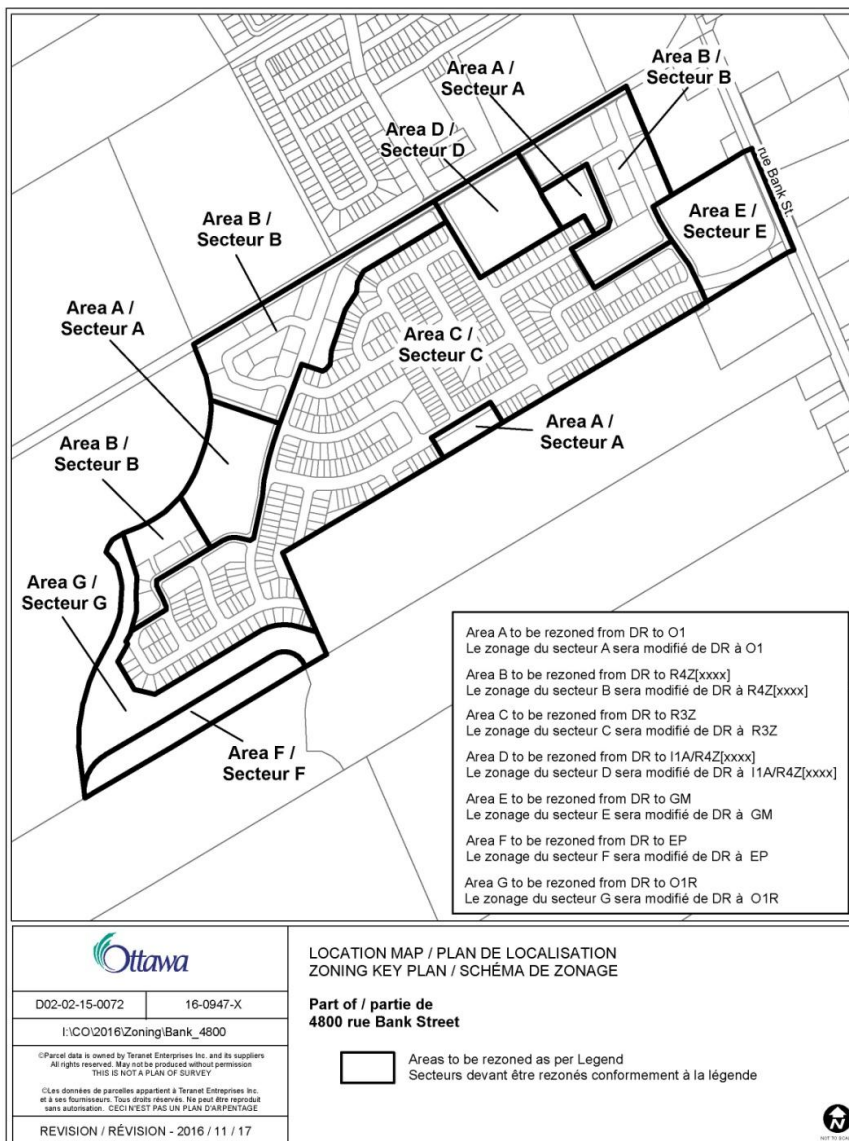 Area A /
Secteur A
Area B /
Secteur B
Area D /
Secteur D
rue Bank St.
Area E /
Secteur E
Area B /
Secteur B
Area A /
Secteur A
Area C /
Secteur C
Area A /
Secteur A
Area B /
Secteur B
Area G /
Secteur G
Area F /
Secteur F
Area A to be rezoned from DR to O1
Le zonage du secteur A sera modifié de DR à O1
Area B to be rezoned from DR to R4Z[xxxx]
Le zonage du secteur B sera modifié de DR à R4Z[xxxx]
Area C to be rezoned from DR to R3Z
Le zonage du secteur C sera modifié de DR à R3Z
Area D to be rezoned from DR to I1A/R4Z[xxxx]
Le zonage du secteur D sera modifié de DR à I1A/R4Z[xxxx]
Area E to be rezoned from DR to GM
Le zonage du secteur E sera modifié de DR à GM
Area F to be rezoned from DR to EP
Le zonage du secteur F sera modifié de DR à EP
Area G to be rezoned from DR to O1R
Le zonage du secteur G sera modifié de DR à O1R
Ottawa
D02-02-15-0072
16-0947-X
I:\CO\2016\Zoning\Bank_4800
©Parcel data is owned by Teranet Enterprises Inc. and its suppliers
All rights reserved. May not be produced without permission
THIS IS NOT A PLAN OF SURVEY
©Les données de parcelles appartient à Teranet Entreprises Inc.
et à ses fournisseurs. Tous droits réservés. Ne peut être reproduit
sans autorisation. CECI N'EST PAS UN PLAN D'ARPENTAGE
REVISION / RÉVISION - 2016 / 11 / 17
LOCATION MAP / PLAN DE LOCALISATION
ZONING KEY PLAN / SCHÉMA DE ZONAGE
Part of / partie de
4800 rue Bank Street
Areas to be rezoned as per Legend
Secteurs devant être rezonés conformement à la légende
N